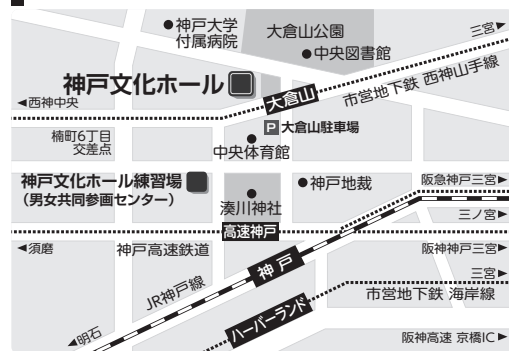 神戸大学
付属病院
大倉山公園
三宮▶
●中央図書館
神戸文化ホール
◀西神中央
大倉山
市営地下鉄 西神山手線
P 大倉山駐車場
楠町6丁目
交差点
中央体育館
神戸文化ホール練習場
(男女共同参画センター)
●神戸地裁
阪急神戸三宮▶
湊川神社
三ノ宮▶
高速神戸
◀須磨
神戸高速鉄道
阪神神戸三宮▶
神戸
三宮▶
JR神戸線
市営地下鉄 海岸線
ハーバーランド
◀明石
阪神高速 京橋IC▶